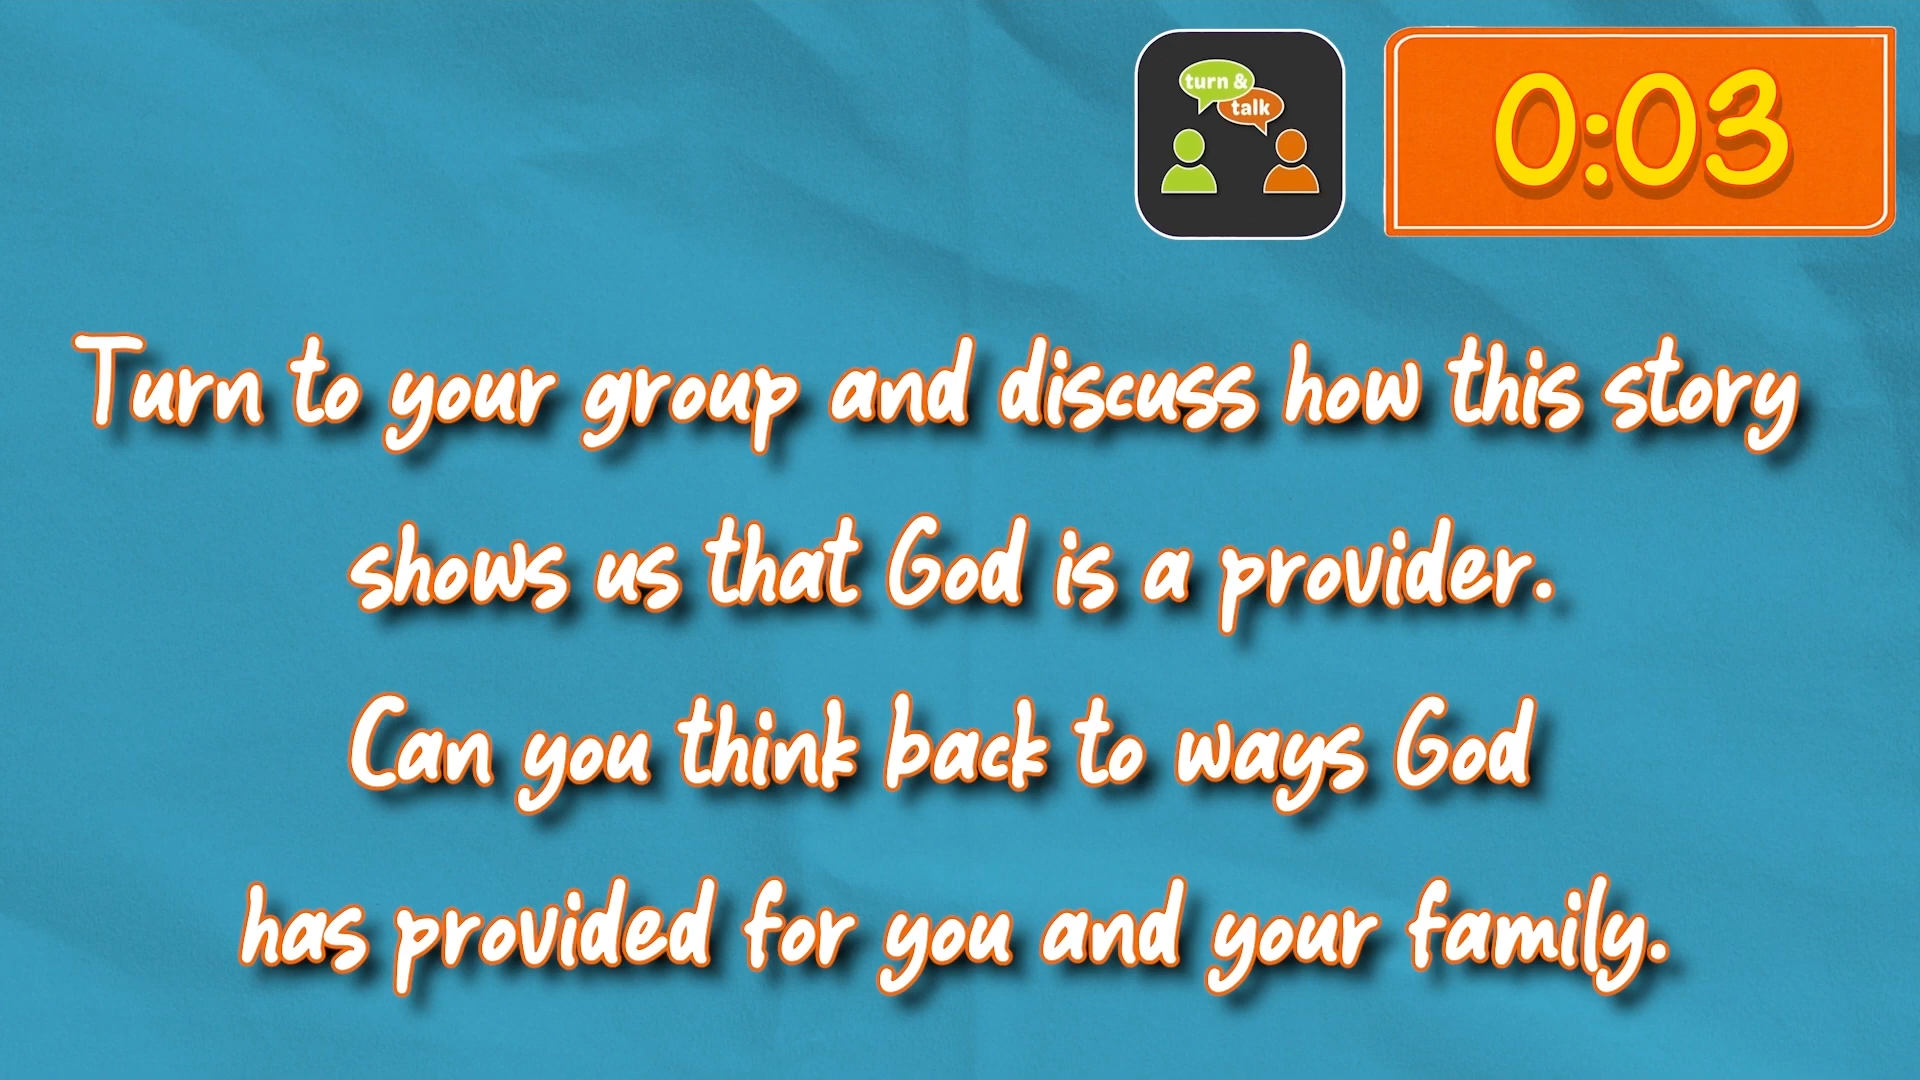 turn &
talk
0:03
Turn to your group and discuss how this story
shows us that God is a provider.
Can you think back to ways God
has provided for you and your family.